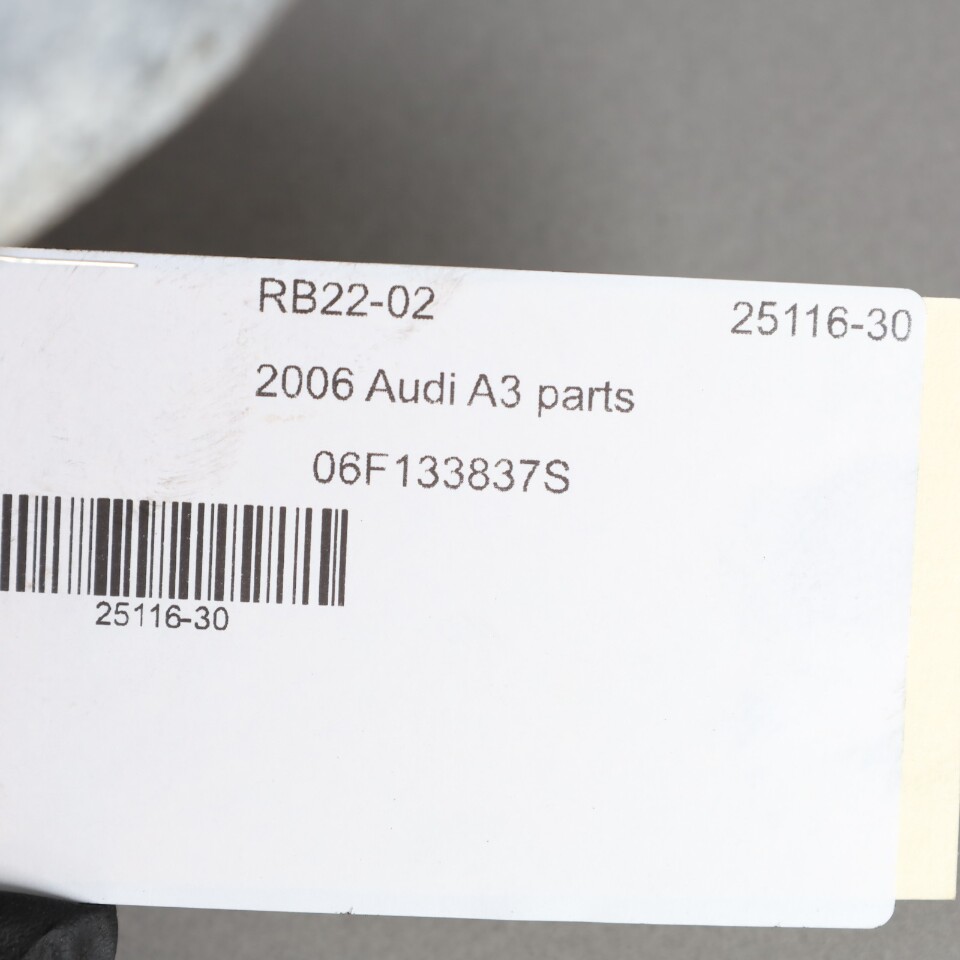 RB22-02
25116-30
2006 Audi A3 parts
06F133837S
25116-30